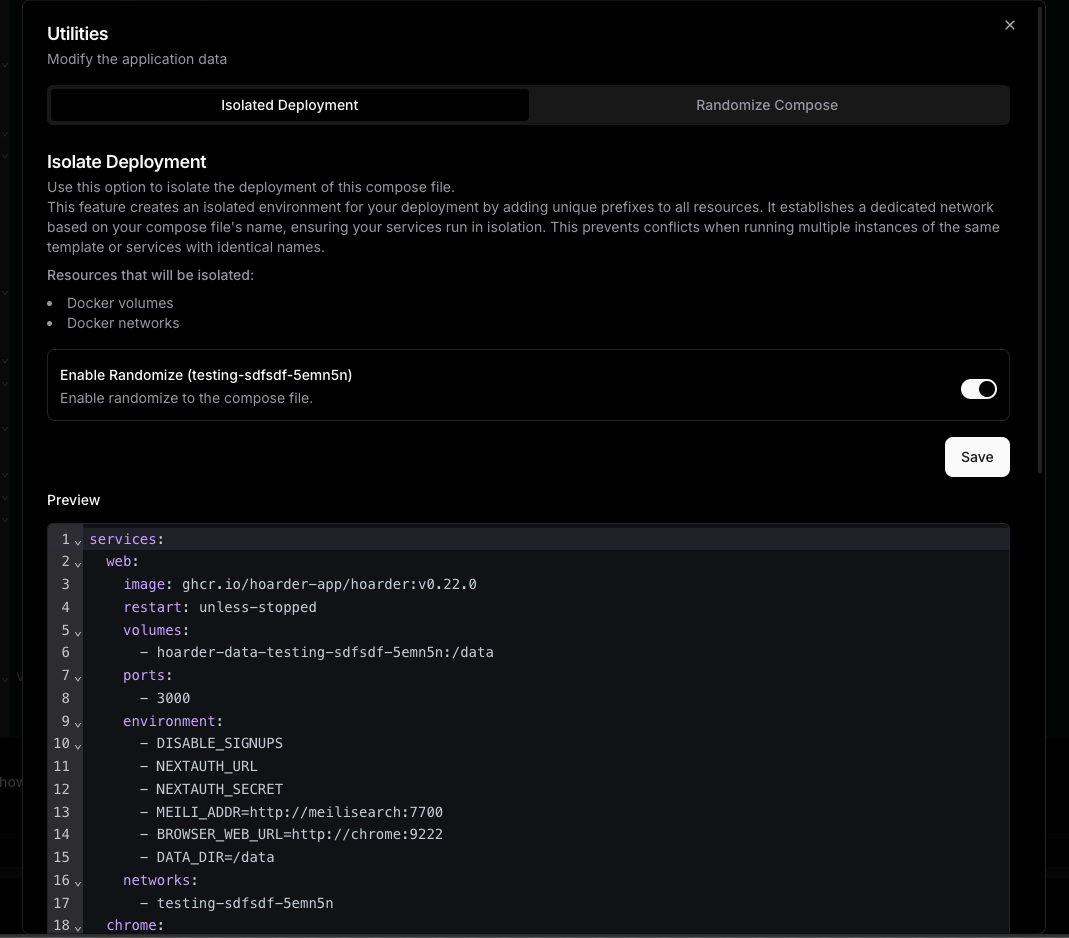 Utilities
Modify the application data
Isolated Deployment
Randomize Compose
Isolate Deployment
Use this option to isolate the deployment of this compose file.
This feature creates an isolated environment for your deployment by adding unique prefixes to all resources. It establishes a dedicated network
based on your compose file's name, ensuring your services run in isolation. This prevents conflicts when running multiple instances of the same
template or services with identical names.
Resources that will be isolated:
• Docker volumes
• Docker networks
Enable Randomize (testing-sdfsdf-5emn5n)
Enable randomize to the compose file.
Save
Preview
1 services:
2 web:
3 image: ghcr.io/hoarder-app/hoarder:v0.22.0
4 restart: unless-stopped
5 volumes:
6 - hoarder-data-testing-sdfsdf-5emn5n:/data
7 ports:
8 - 3000
9 environment:
10 - DISABLE_SIGNUPS
11 - NEXTAUTH_URL
12 - NEXTAUTH_SECRET
13 - MEILI_ADDR=http://meilisearch:7700
14 - BROWSER_WEB_URL=http://chrome:9222
15 - DATA_DIR=/data
16 networks:
17 - testing-sdfsdf-5emn5n
18 chrome: